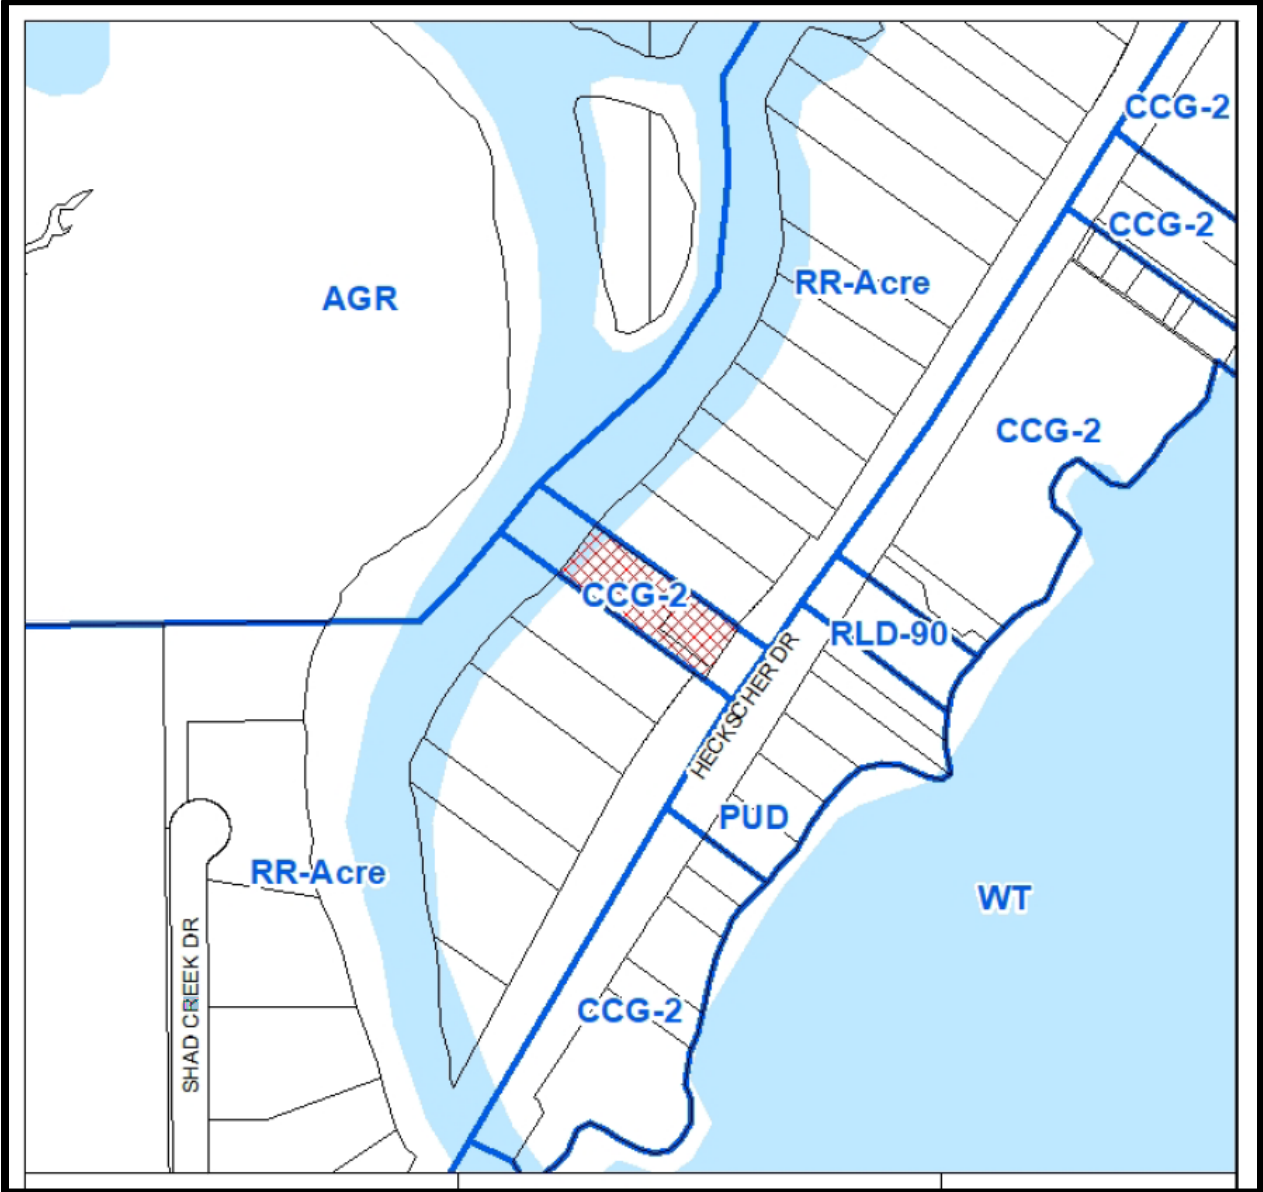 CCG-2
CCG-2
RR-Acre
AGR
CCG-2
CCG-2
RLD-90
HECKSCHER DR
PUD
RR-Acre
WT
SHAD CREEK DR
CCG-2